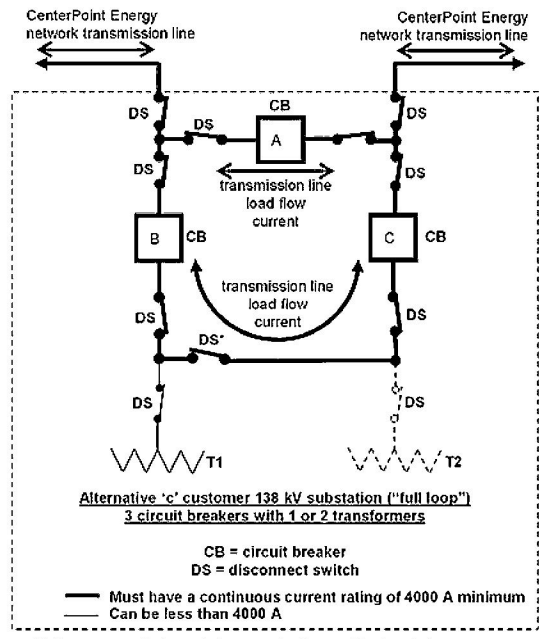 CenterPoint Energy
network transmission line
CenterPoint Energy
network transmission line
CB
DS
DS
DS
A
DS
DS
transmission line
load flow
current
B
CB
C
CB
transmission line
load flow
current
DS
DS
DS*
DS
DS
T1
T2
Alternative 'c' customer 138 kV substation ("full loop")
3 circuit breakers with 1 or 2 transformers
CB = circuit breaker
DS = disconnect switch
Must have a continuous current rating of 4000 A minimum
Can be less than 4000 A